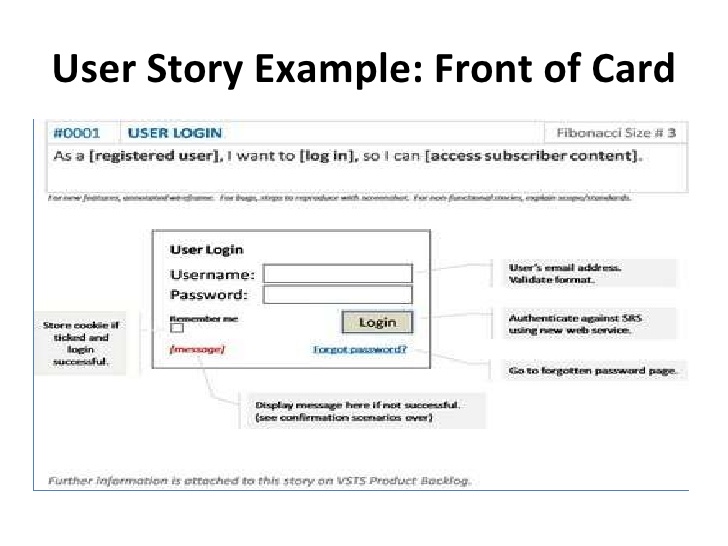 User Story Example: Front of Card
#0001 USER LOGIN Fibonacci Size # 3
As a [registered user], I want to [log in], so I can [access subscriber content].
For new features, annotated wireframe. For bugs, steps to reproduce with screenshot. For non-functional stories, explain scope/standards.
User Login
Username:
Password:
Remember me
Login
[message]
Forgot password?
User's email address.
Validate format.
Authenticate against SRS
using new web service.
Go to forgotten password page.
Store cookie if
ticked and
login
successful.
Display message here if not successful.
(see confirmation scenarios over)
Further information is attached to this story on VSTS Product Backlog.